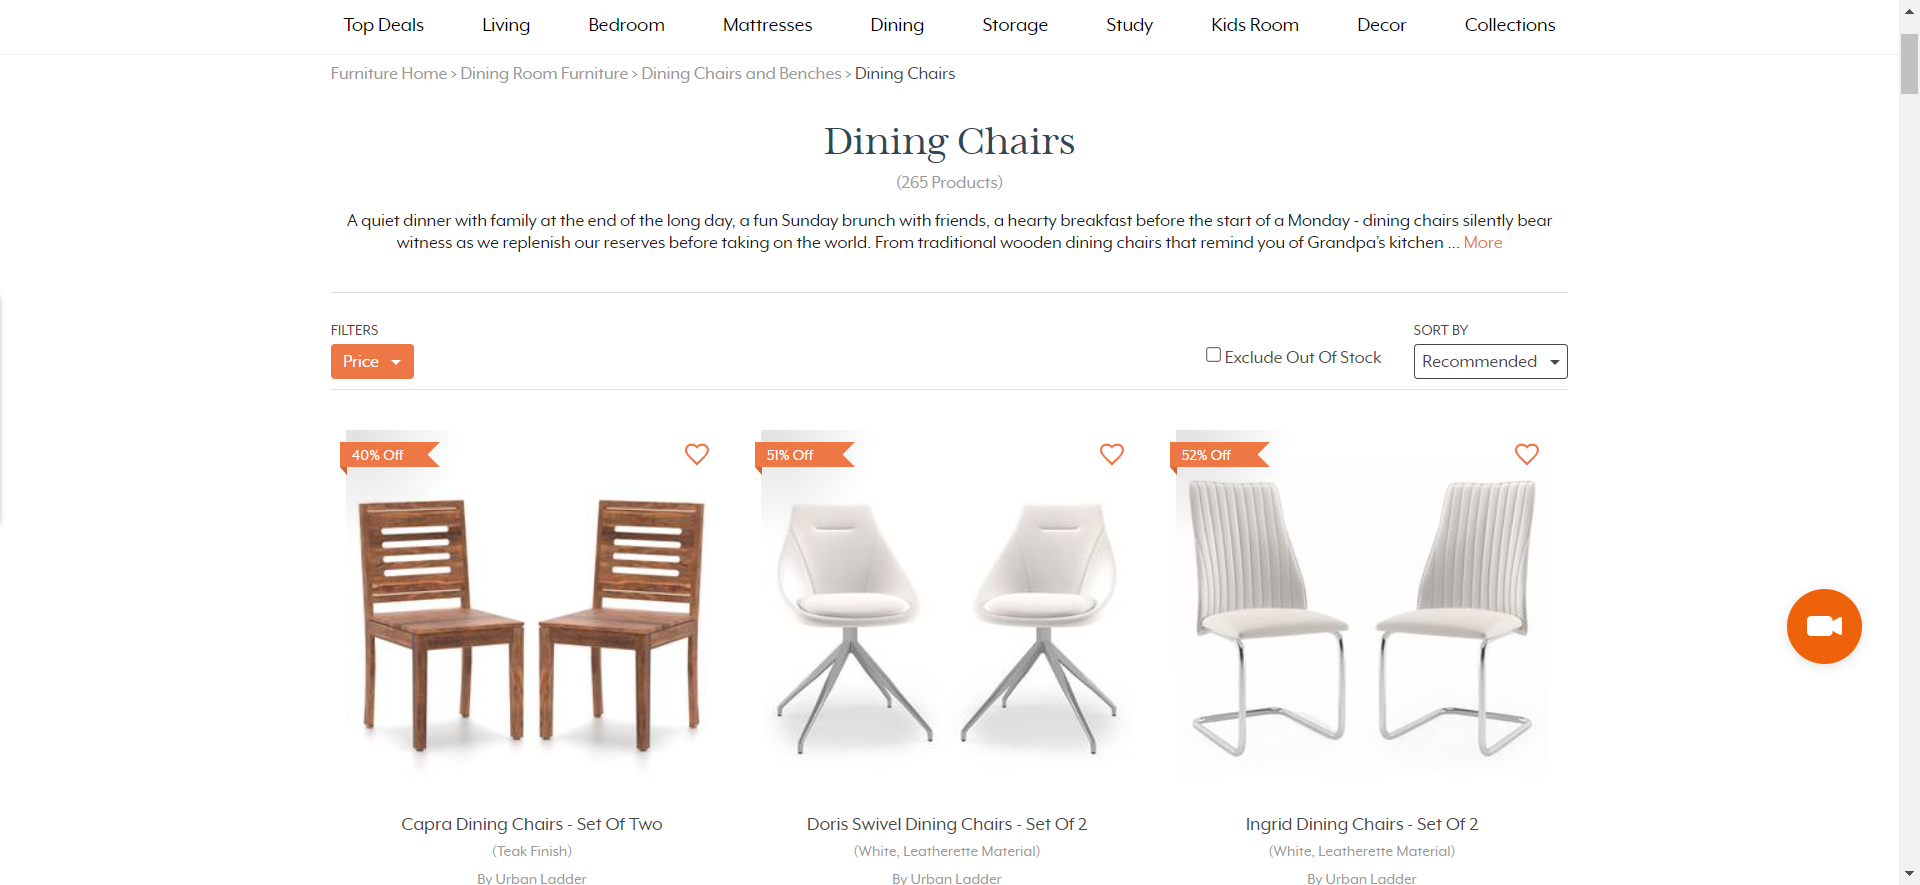 Top Deals Living Bedroom Mattresses Dining Storage Study Kids Room Decor Collections
Furniture Home > Dining Room Furniture > Dining Chairs and Benches > Dining Chairs
Dining Chairs
(265 Products)
A quiet dinner with family at the end of the long day, a fun Sunday brunch with friends, a hearty breakfast before the start of a Monday - dining chairs silently bear
witness as we replenish our reserves before taking on the world. From traditional wooden dining chairs that remind you of Grandpa's kitchen ... More
FILTERS
Price
Exclude Out Of Stock
SORT BY
Recommended
40% Off
51% Off
52% Off
Capra Dining Chairs - Set Of Two
(Teak Finish)
By Urban Ladder
Doris Swivel Dining Chairs - Set Of 2
(White, Leatherette Material)
By Urban Ladder
Ingrid Dining Chairs - Set Of 2
(White, Leatherette Material)
By Urban Ladder